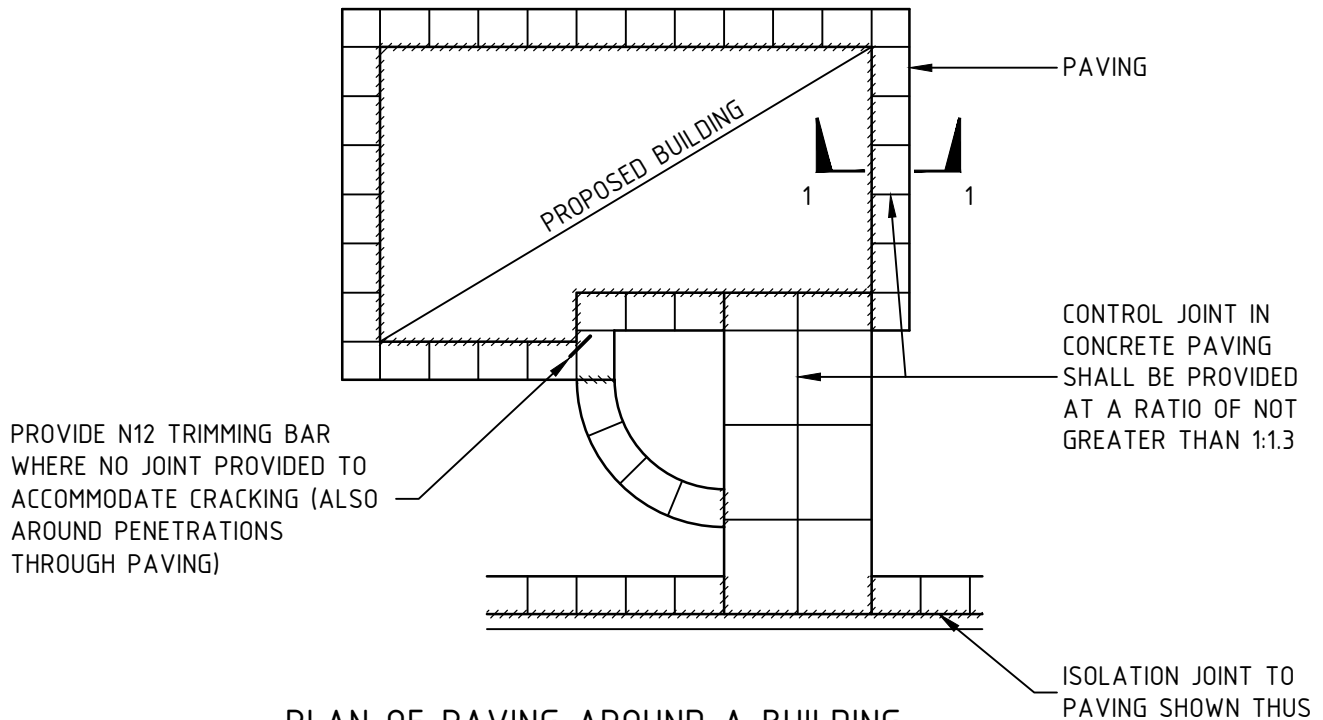 PAVING
PROPOSED BUILDING
1
1
CONTROL JOINT IN
CONCRETE PAVING
SHALL BE PROVIDED
AT A RATIO OF NOT
GREATER THAN 1:1.3
PROVIDE N12 TRIMMING BAR
WHERE NO JOINT PROVIDED TO
ACCOMMODATE CRACKING (ALSO
AROUND PENETRATIONS
THROUGH PAVING)
ISOLATION JOINT TO
PAVING SHOWN THUS
PLAN OF PAVING AROUND A BUILDING